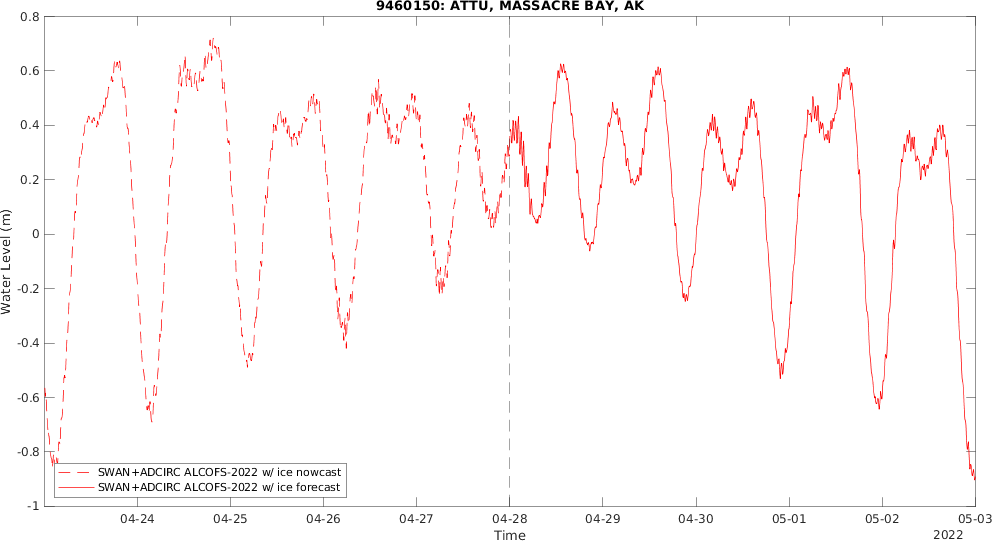 9460150: ATTU, MASSACRE BAY, AK
0.8
0.6
0.4
0.2
0
-0.2
-0.4
-0.6
-0.8
-1
Water Level (m)
SWAN+ADCIRC ALCOFS-2022 w/ ice nowcast
SWAN+ADCIRC ALCOFS-2022 w/ ice forecast
04-24 04-25 04-26 04-27 04-28 04-29 04-30 05-01 05-02 05-03
Time 2022